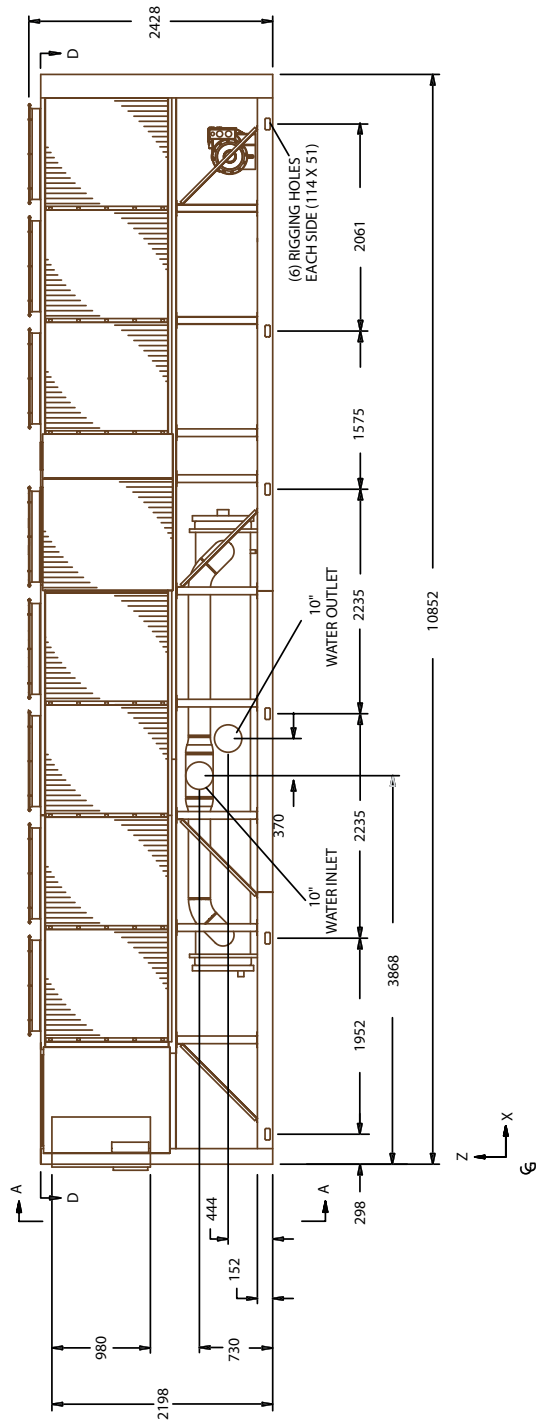 2428
D
(6) RIGGING HOLES
EACH SIDE (114 X 51)
2061
1575
10"
WATER OUTLET
2235
10852
370
2235
10"
WATER INLET
3868
1952
Z
X
A
D
A
298
444
152
980
730
2198
CG